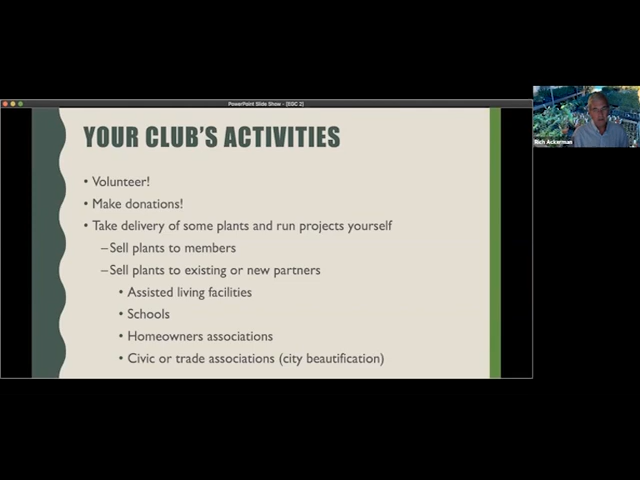 PowerPoint Slide Show - [EGC 2]
YOUR CLUB'S ACTIVITIES
• Volunteer!
• Make donations!
• Take delivery of some plants and run projects yourself
–Sell plants to members
–Sell plants to existing or new partners
• Assisted living facilities
• Schools
• Homeowners associations
• Civic or trade associations (city beautification)
Rich Ackerman